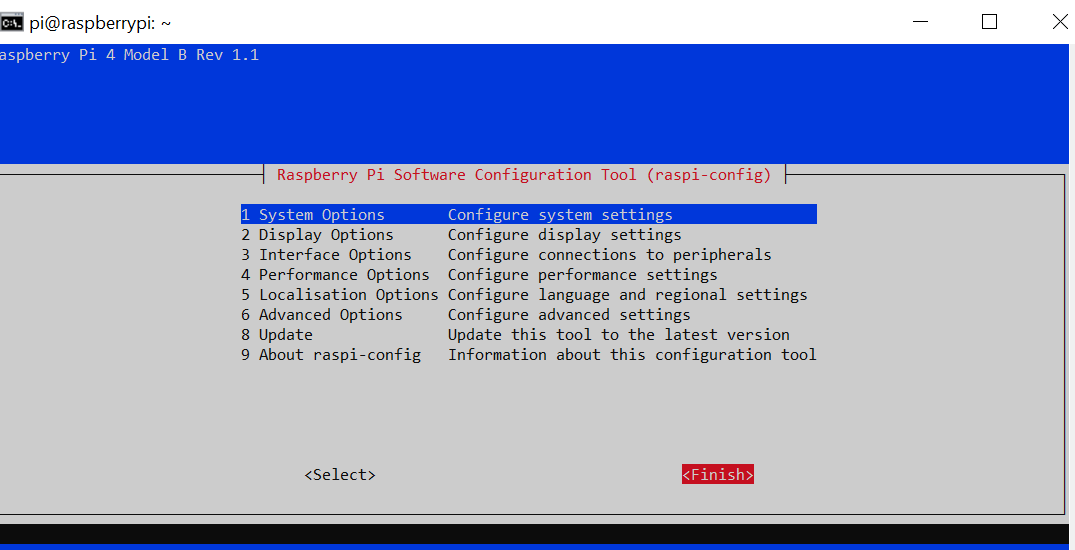 pi@raspberrypi: ~
aspberry Pi 4 Model B Rev 1.1
Raspberry Pi Software Configuration Tool (raspi-config)
1 System Options Configure system settings
2 Display Options Configure display settings
3 Interface Options Configure connections to peripherals
4 Performance Options Configure performance settings
5 Localisation Options Configure language and regional settings
6 Advanced Options Configure advanced settings
8 Update Update this tool to the latest version
9 About raspi-config Information about this configuration tool
<Select> <Finish>